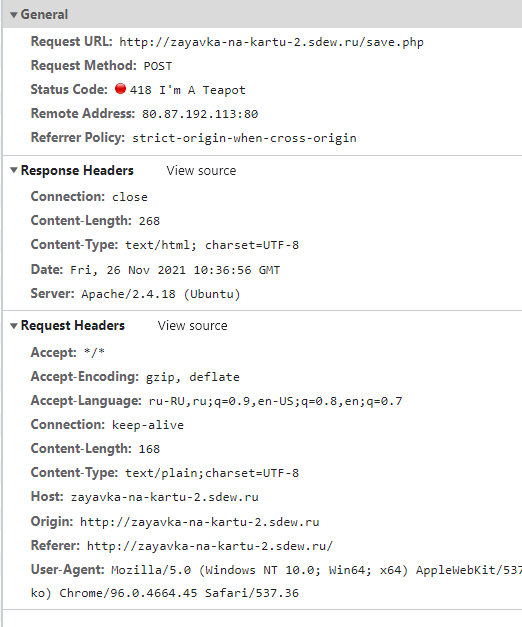 General
Request URL: http://zayavka-na-kartu-2.sdew.ru/save.php
Request Method: POST
Status Code: 418 I'm A Teapot
Remote Address: 80.87.192.113:80
Referrer Policy: strict-origin-when-cross-origin
Response Headers View source
Connection: close
Content-Length: 268
Content-Type: text/html; charset=UTF-8
Date: Fri, 26 Nov 2021 10:36:56 GMT
Server: Apache/2.4.18 (Ubuntu)
Request Headers View source
Accept: */*
Accept-Encoding: gzip, deflate
Accept-Language: ru-RU,ru;q=0.9,en-US;q=0.8,en;q=0.7
Connection: keep-alive
Content-Length: 168
Content-Type: text/plain;charset=UTF-8
Host: zayavka-na-kartu-2.sdew.ru
Origin: http://zayavka-na-kartu-2.sdew.ru
Referer: http://zayavka-na-kartu-2.sdew.ru/
User-Agent: Mozilla/5.0 (Windows NT 10.0; Win64; x64) AppleWebKit/537
ko) Chrome/96.0.4664.45 Safari/537.36